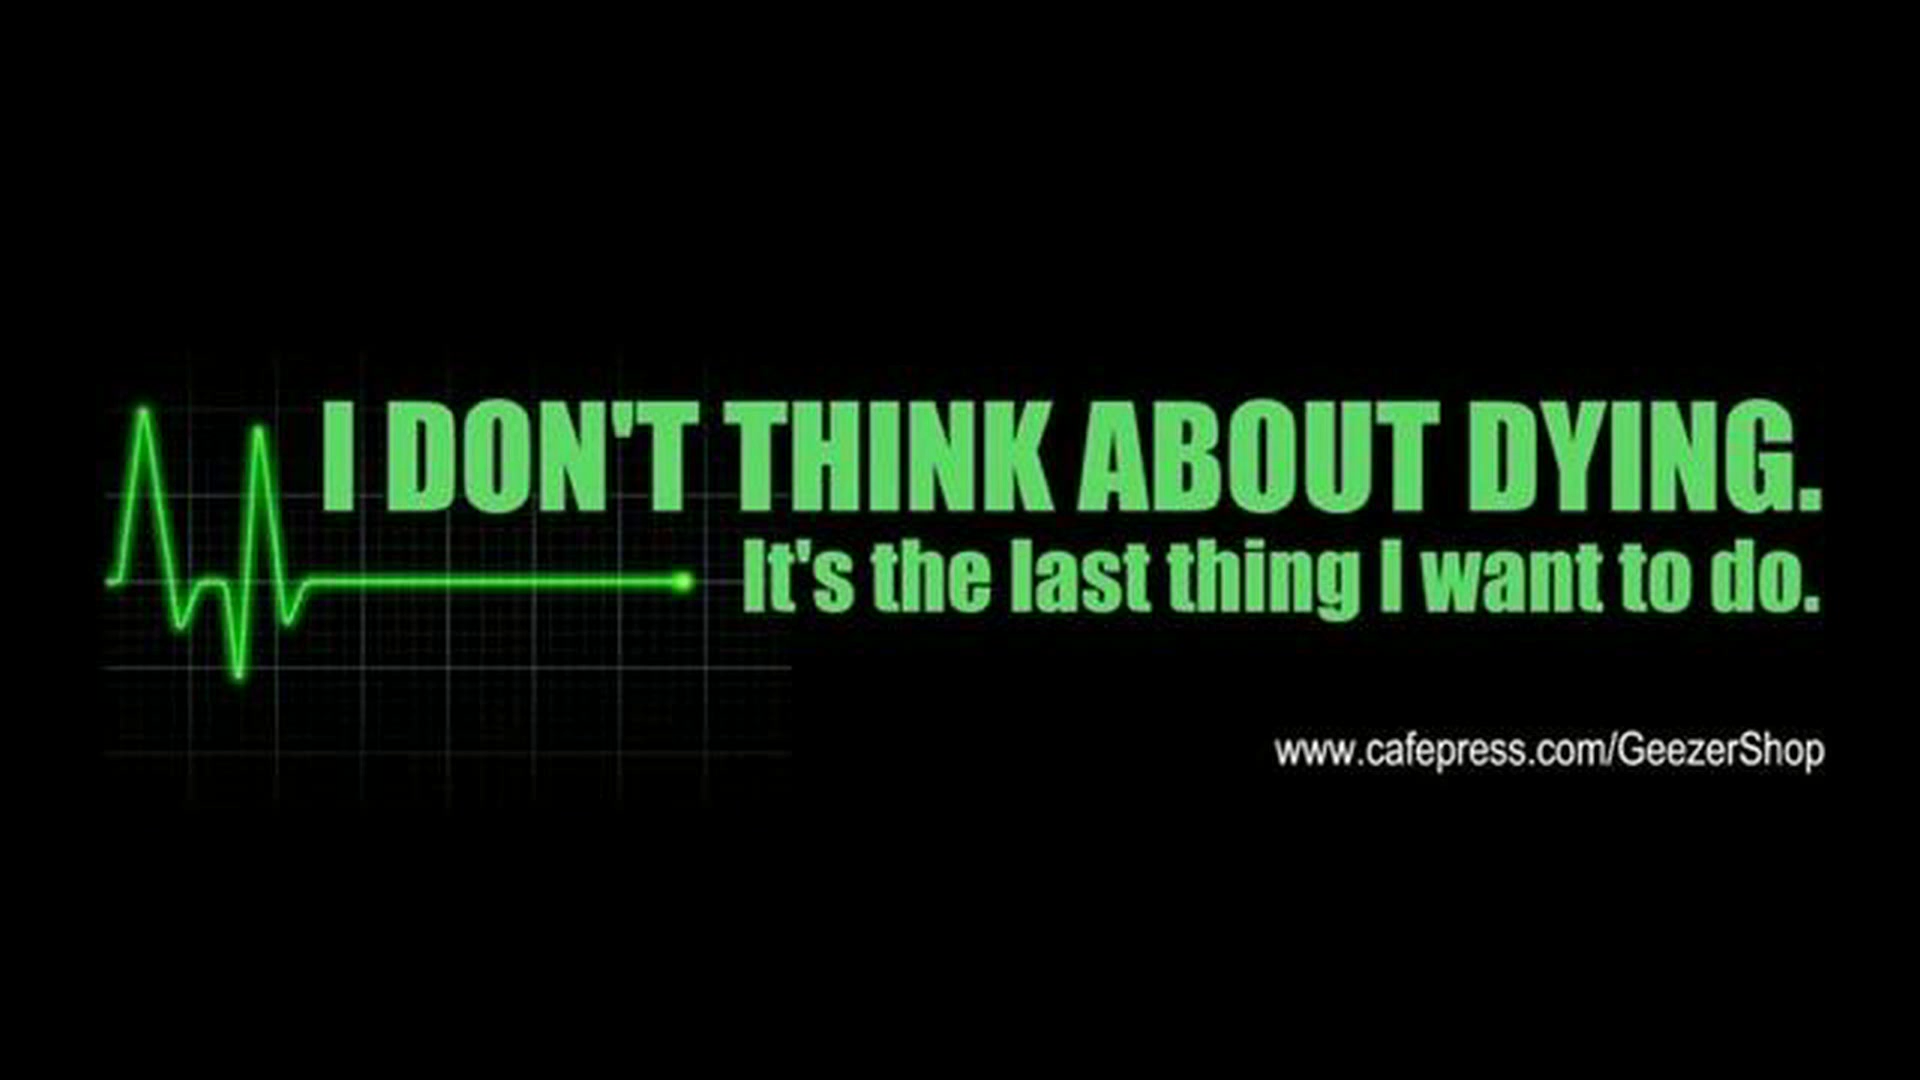 I DON'T THINK ABOUT DYING.
It's the last thing I want to do.
www.cafepress.com/GeezerShop